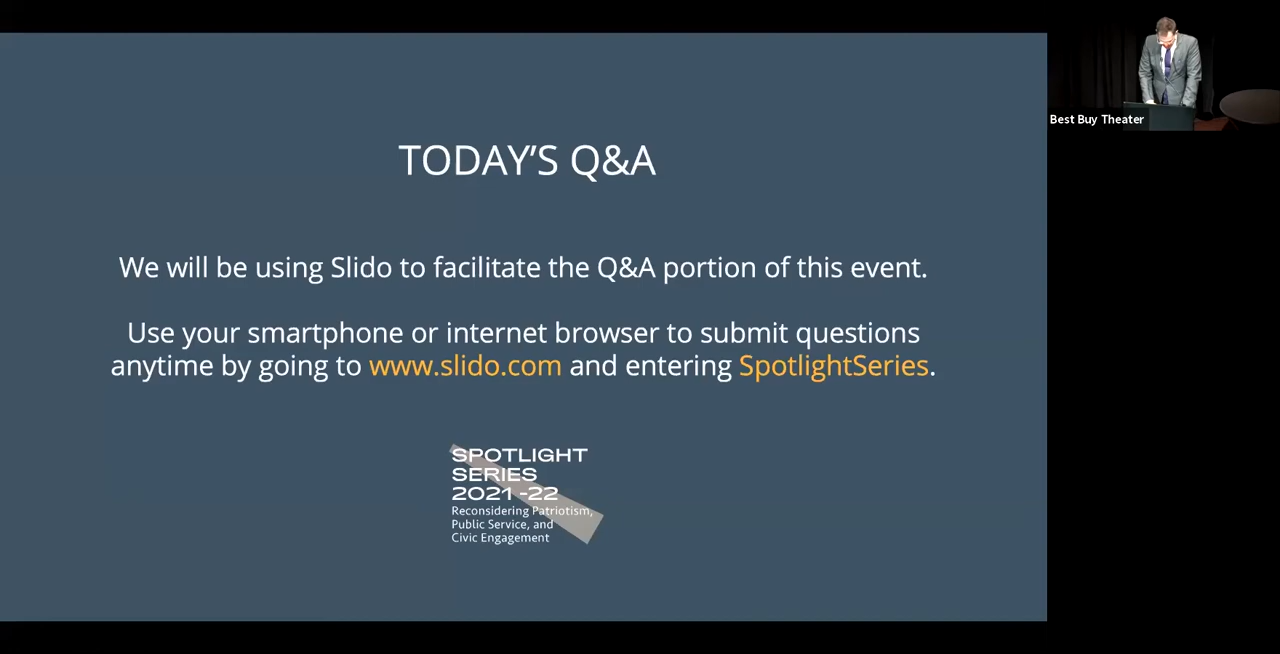 TODAY'S Q&A
We will be using Slido to facilitate the Q&A portion of this event.
Use your smartphone or internet browser to submit questions
anytime by going to www.slido.com and entering SpotlightSeries.
SPOTLIGHT
SERIES
2021 -22
Reconsidering Patriotism,
Public Service, and
Civic Engagement
Best Buy Theater